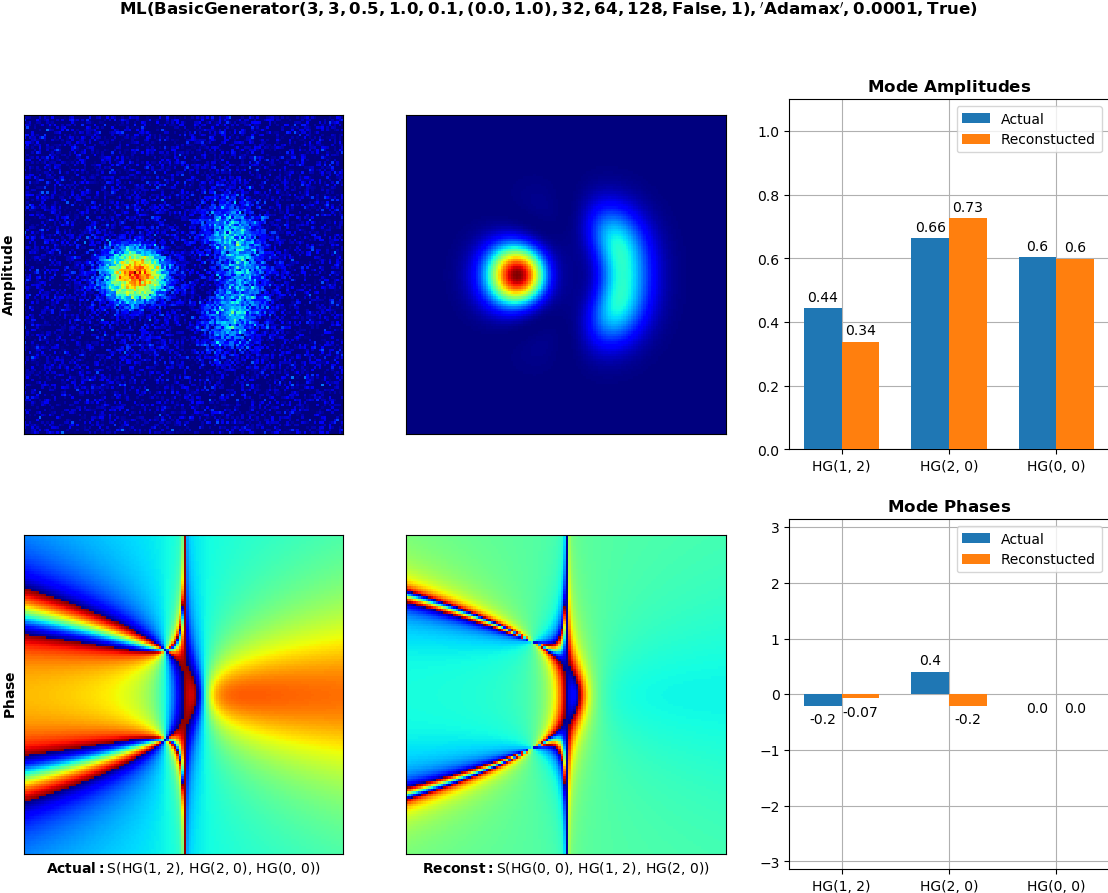 ML(BasicGenerator(3, 3, 0.5, 1.0, 0.1, (0.0, 1.0), 32, 64, 128, False, 1), 'Adamax', 0.0001, True)
Amplitude
Mode Amplitudes
Actual
Reconstucted
1.0
0.8
0.6
0.4
0.2
0.0
0.44
0.34
0.66
0.73
0.6
0.6
HG(1, 2)
HG(2, 0)
HG(0, 0)
Phase
Actual: S(HG(1, 2), HG(2, 0), HG(0, 0))
Reconst: S(HG(0, 0), HG(1, 2), HG(2, 0))
Mode Phases
Actual
Reconstucted
3
2
1
0
−1
−2
−3
-0.2
-0.07
0.4
-0.2
0.0
0.0
HG(1, 2)
HG(2, 0)
HG(0, 0)